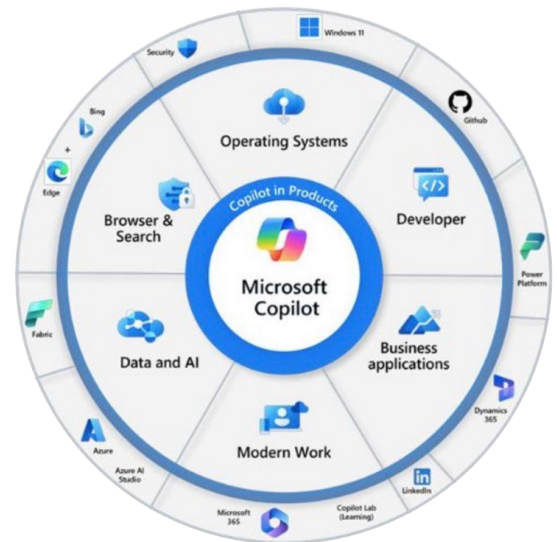 Windows 11
Security
Github
Bing
+
Edge
Operating Systems
Copilot in Products
Developer
Browser &
Search
Microsoft
Copilot
Power
Platform
Fabric
Data and AI
Business
applications
Dynamics
365
Modern Work
Azure
Azure AI
Studio
LinkedIn
Microsoft
365
Copilot Lab
(Learning)